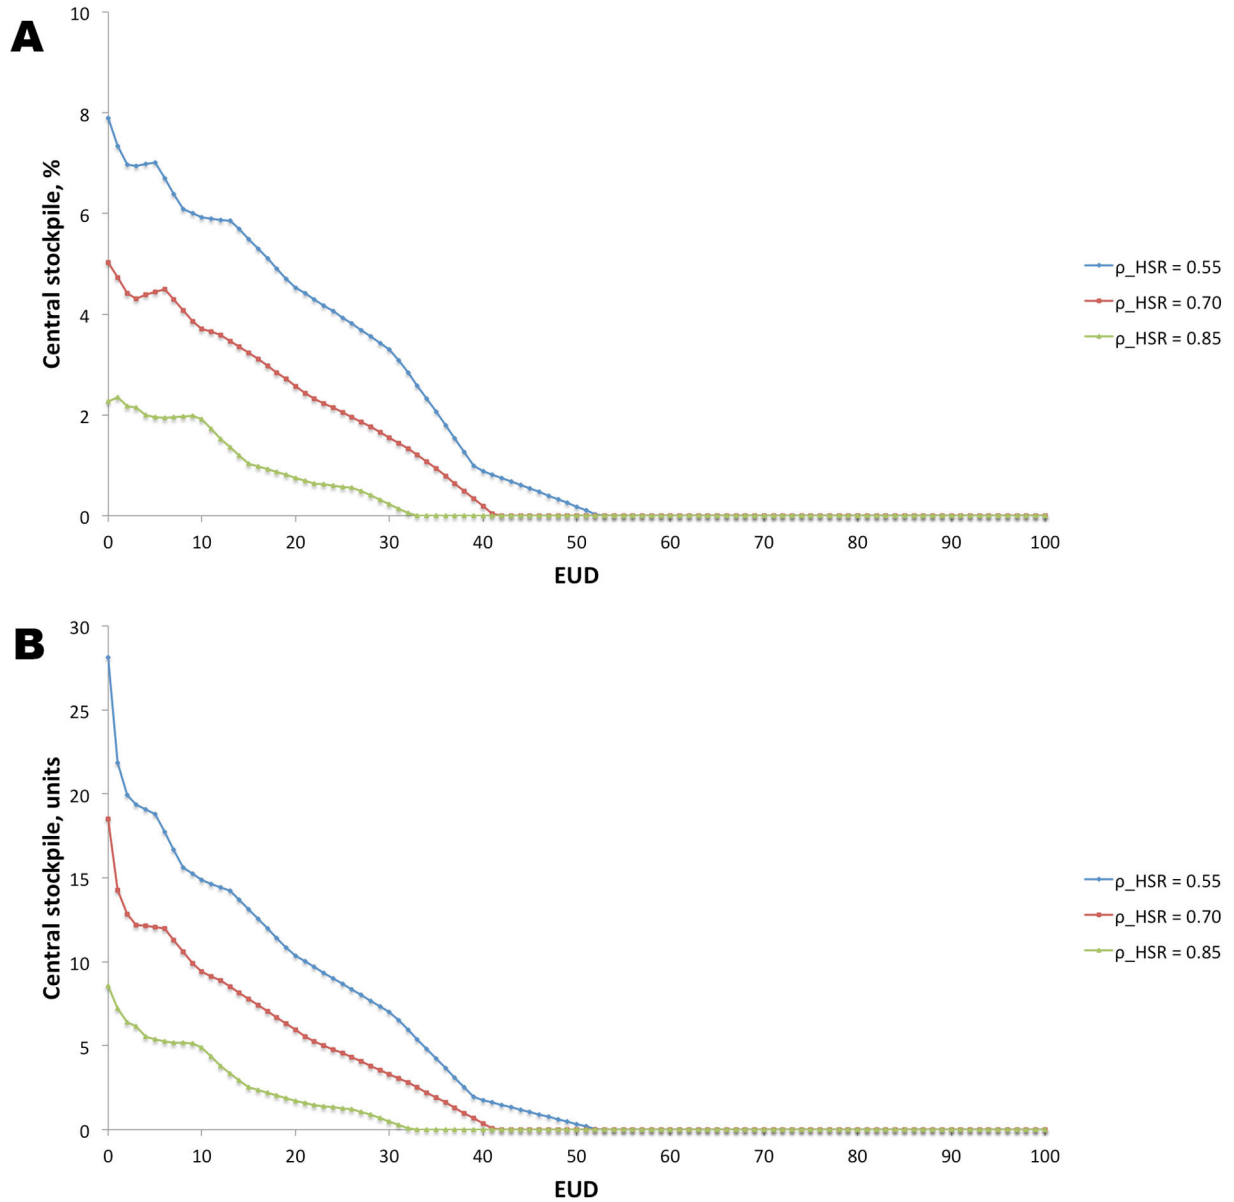 A
10
8
6
4
2
0
Central stockpile, %
0 10 20 30 40 50 60 70 80 90 100
EUD
ρ_HSR = 0.55
ρ_HSR = 0.70
ρ_HSR = 0.85
B
30
25
20
15
10
5
0
Central stockpile, units
0 10 20 30 40 50 60 70 80 90 100
EUD
ρ_HSR = 0.55
ρ_HSR = 0.70
ρ_HSR = 0.85